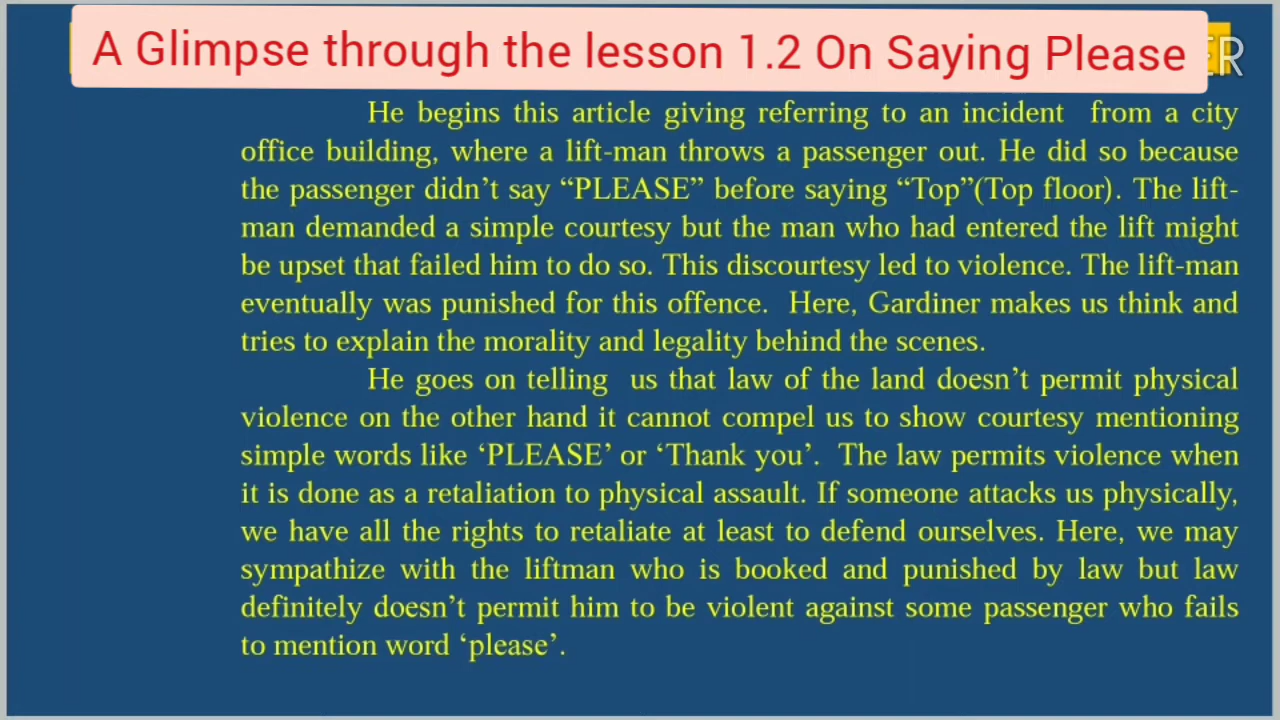 A Glimpse through the lesson 1.2 On Saying Please
ER
He begins this article giving referring to an incident from a city
office building, where a lift-man throws a passenger out. He did so because
the passenger didn’t say “PLEASE” before saying “Top”(Top floor). The lift-
man demanded a simple courtesy but the man who had entered the lift might
be upset that failed him to do so. This discourtesy led to violence. The lift-man
eventually was punished for this offence. Here, Gardiner makes us think and
tries to explain the morality and legality behind the scenes.
He goes on telling us that law of the land doesn’t permit physical
violence on the other hand it cannot compel us to show courtesy mentioning
simple words like ‘PLEASE’ or ‘Thank you’. The law permits violence when
it is done as a retaliation to physical assault. If someone attacks us physically,
we have all the rights to retaliate at least to defend ourselves. Here, we may
sympathize with the liftman who is booked and punished by law but law
definitely doesn’t permit him to be violent against some passenger who fails
to mention word ‘please’.